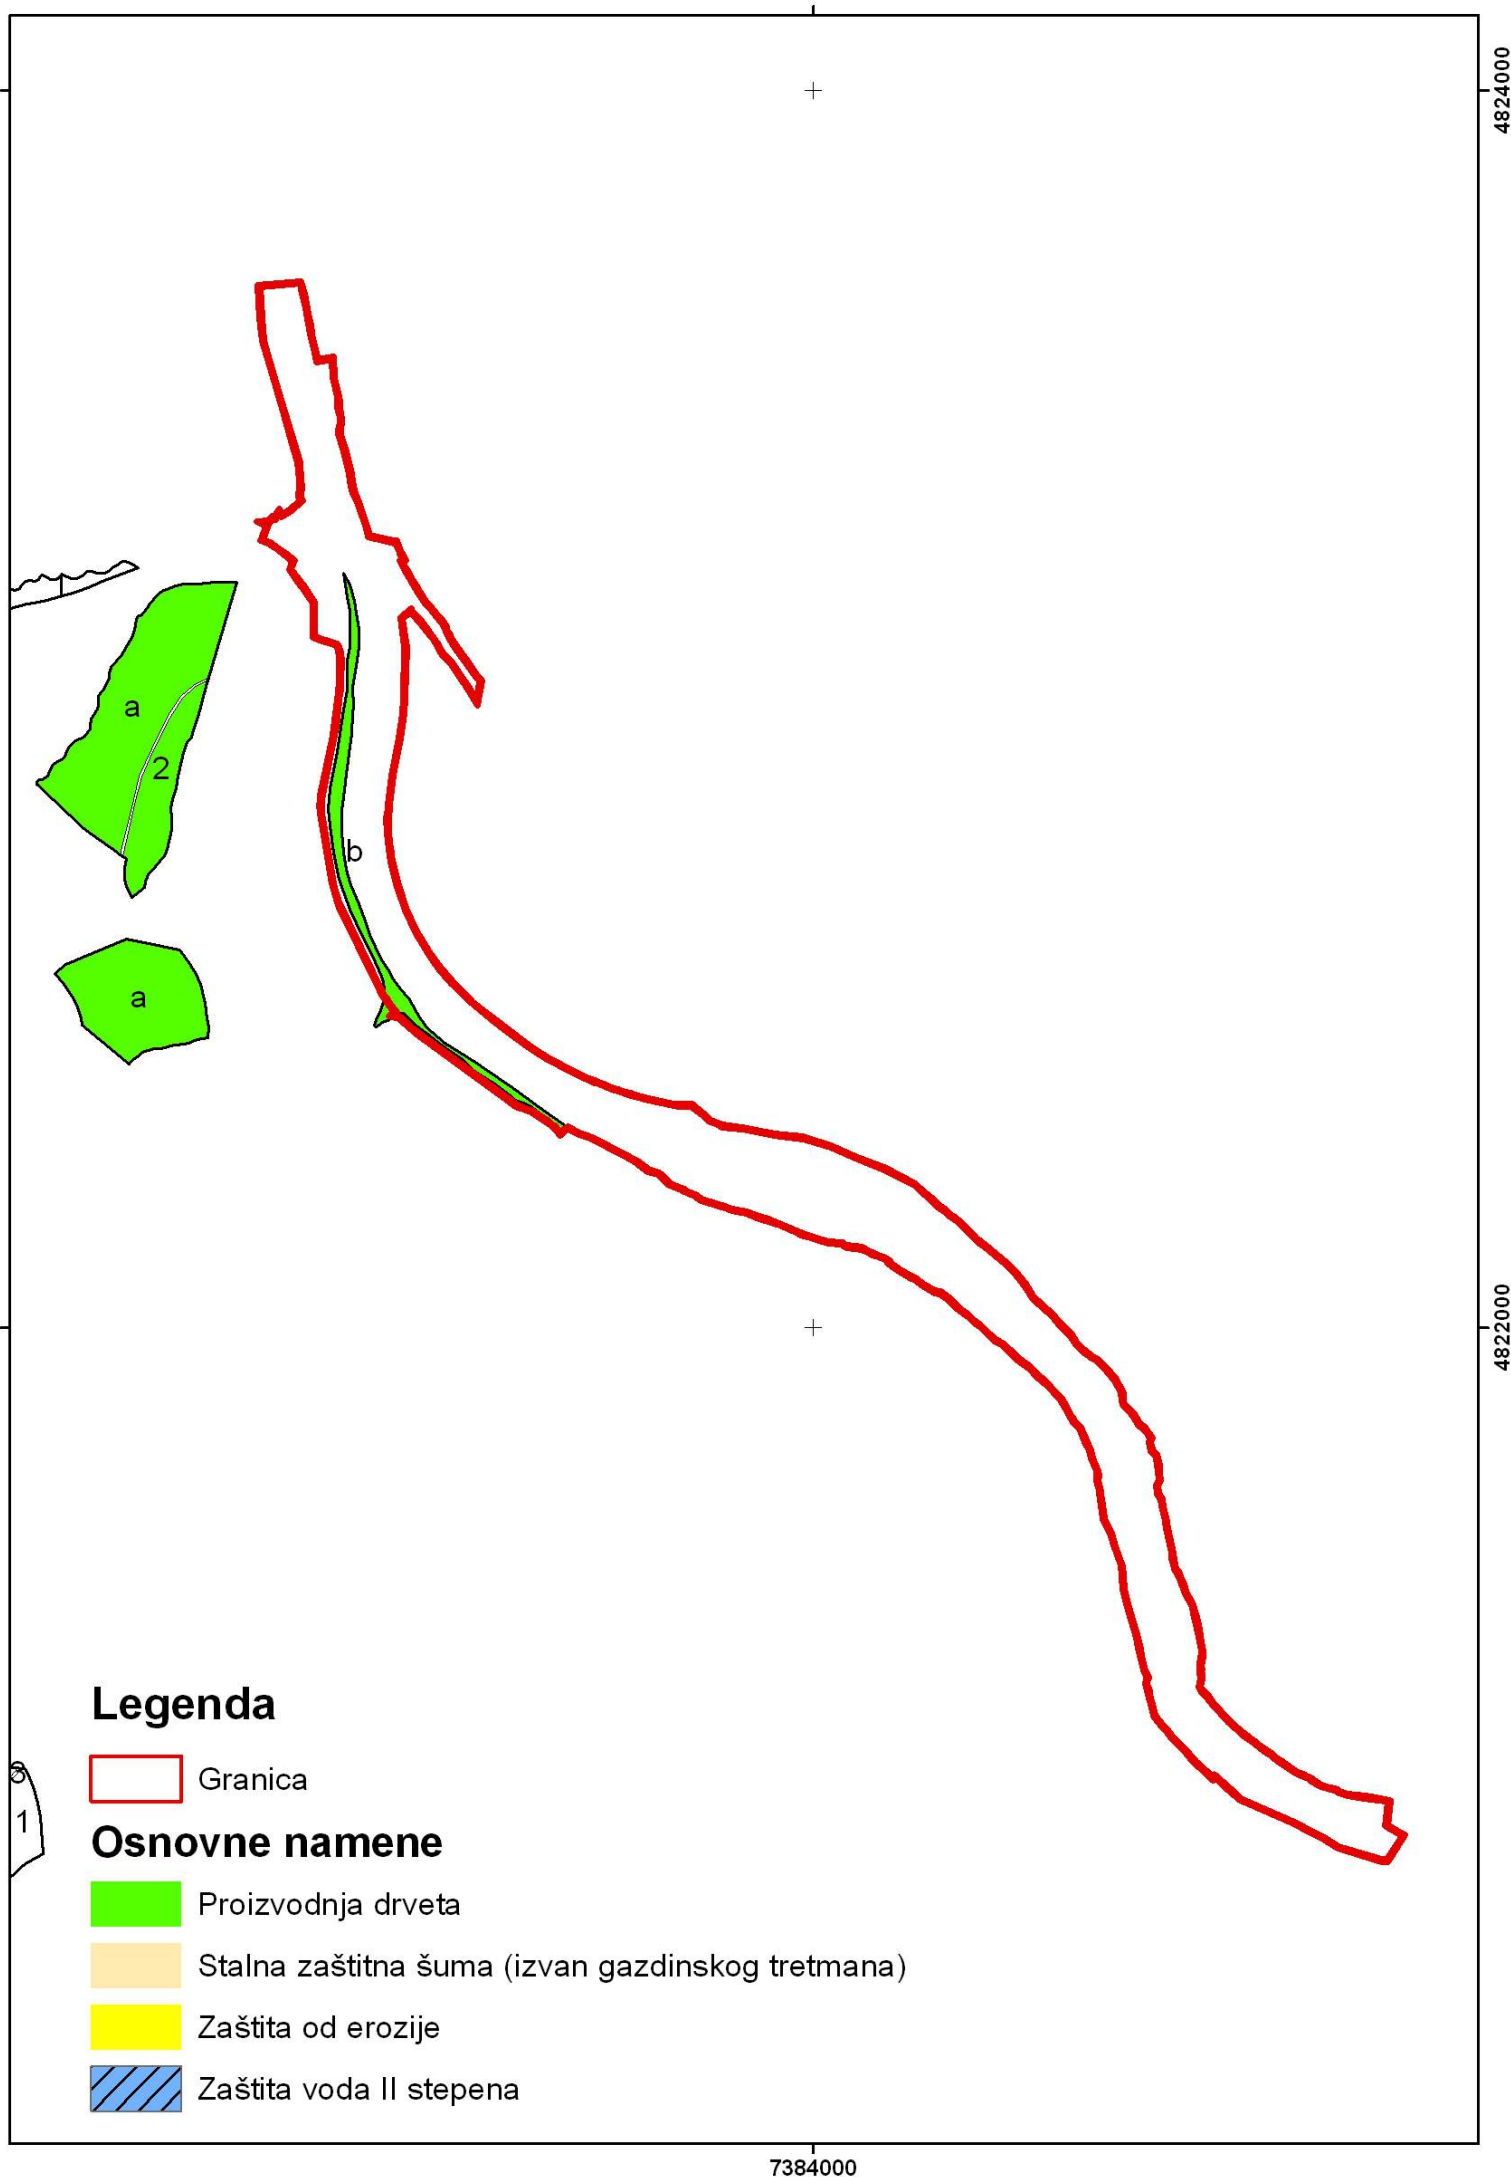 4824000
a
2
b
a
4822000
Legenda
Granica
3
1
Osnovne namene
Proizvodnja drveta
Stalna zaštitna šuma (izvan gazdinskog tretmana)
Zaštita od erozije
Zaštita voda II stepena
7384000